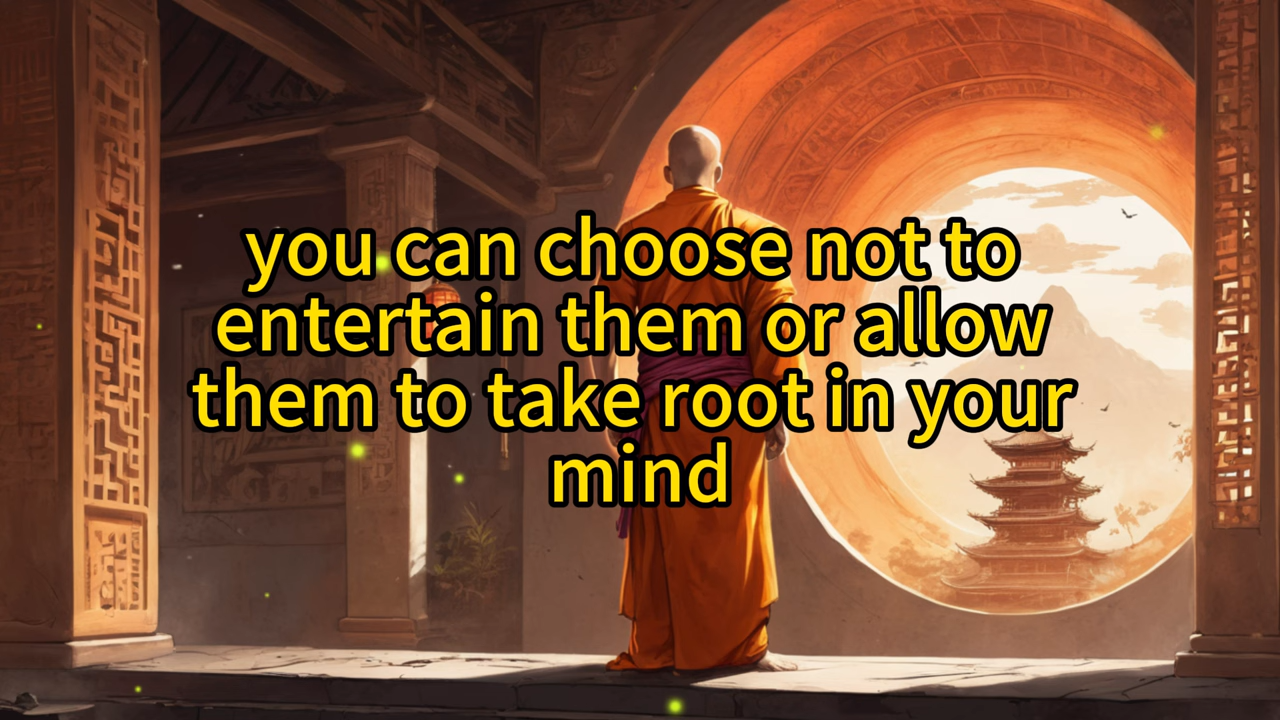 you can choose not to
entertain them or allow
them to take root in your
mind